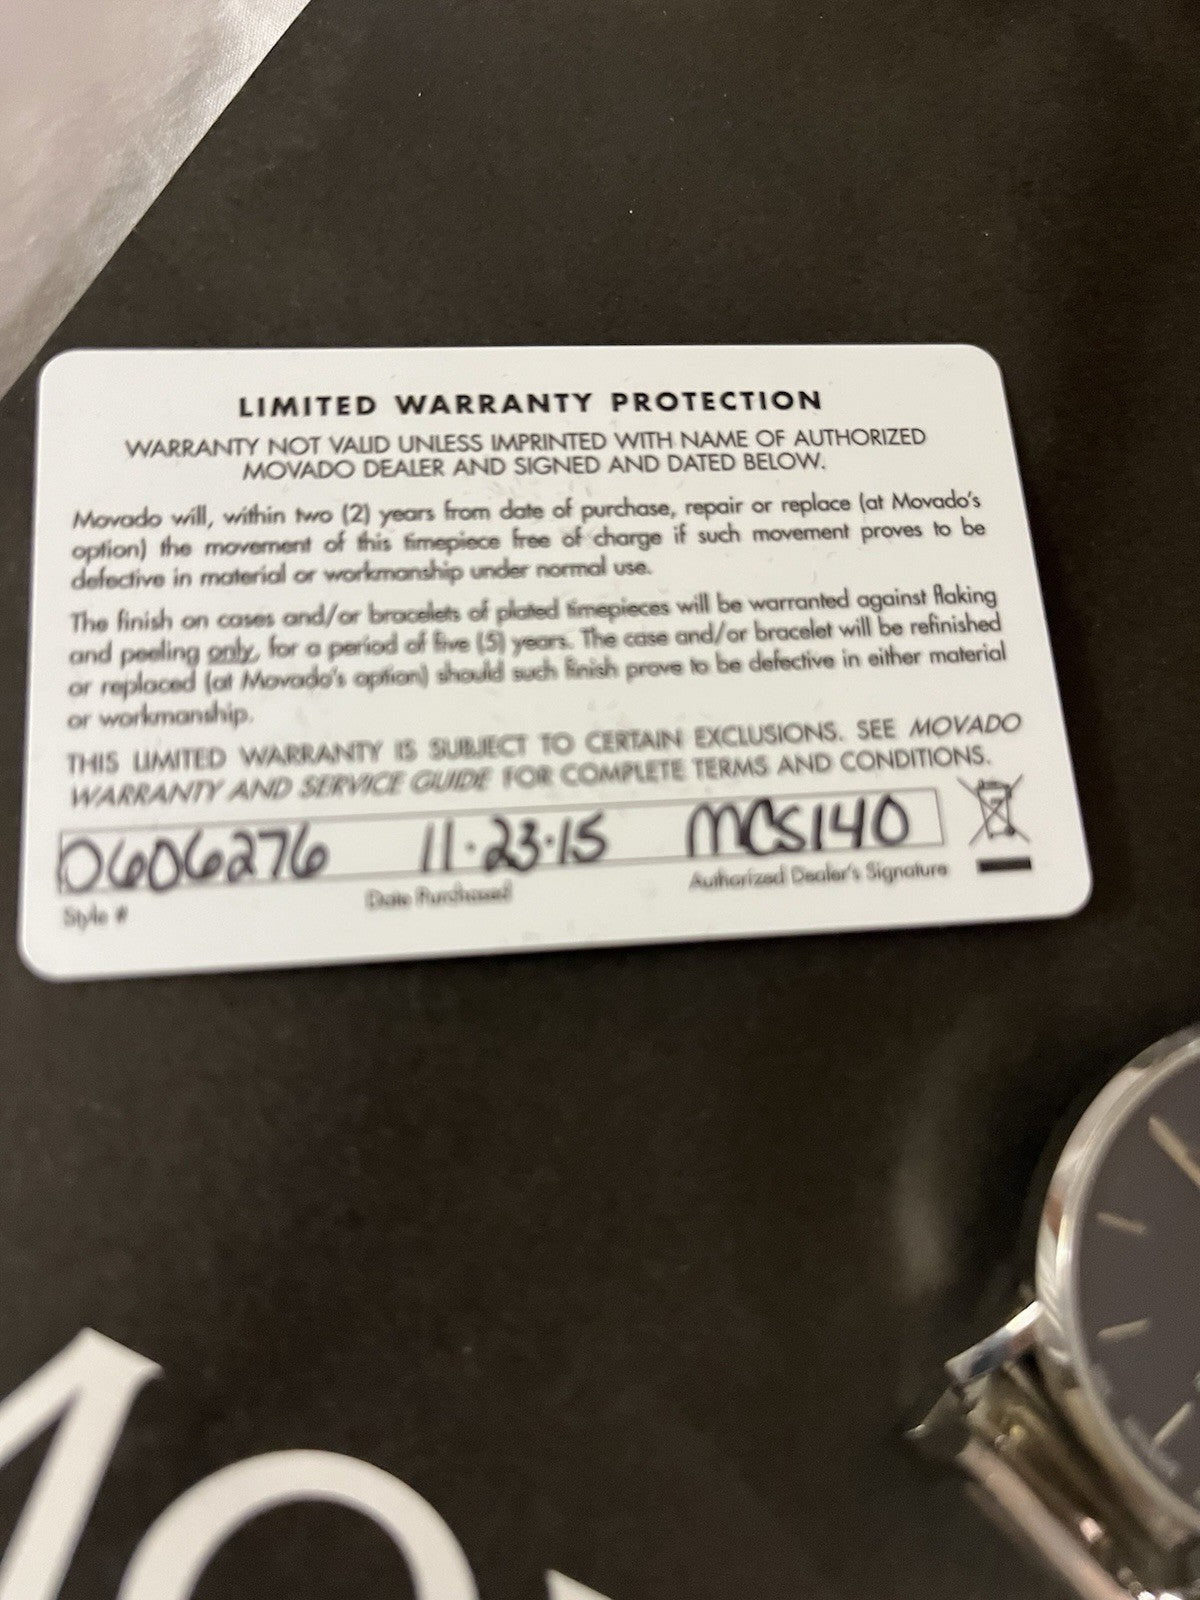 LIMITED WARRANTY PROTECTION
WARRANTY NOT VALID UNLESS IMPRINTED WITH NAME OF AUTHORIZED
MOVADO DEALER AND SIGNED AND DATED BELOW.
Movado will, within two (2) years from date of purchase, repair or replace (at Movado's
option) the movement of this timepiece free of charge if such movement proves to be
defective in material or workmanship under normal use.
The finish on cases and/or bracelets of plated timepieces will be warranted against flaking
and peeling only, for a period of five (5) years. The case and/or bracelet will be refinished
or replaced (at Movado's option) should such finish prove to be defective in either material
or workmanship.
THIS LIMITED WARRANTY IS SUBJECT TO CERTAIN EXCLUSIONS. SEE MOVADO
WARRANTY AND SERVICE GUIDE FOR COMPLETE TERMS AND CONDITIONS.
0606276 11·23·15 MCS140
Style # Date Purchased Authorized Dealer's Signature